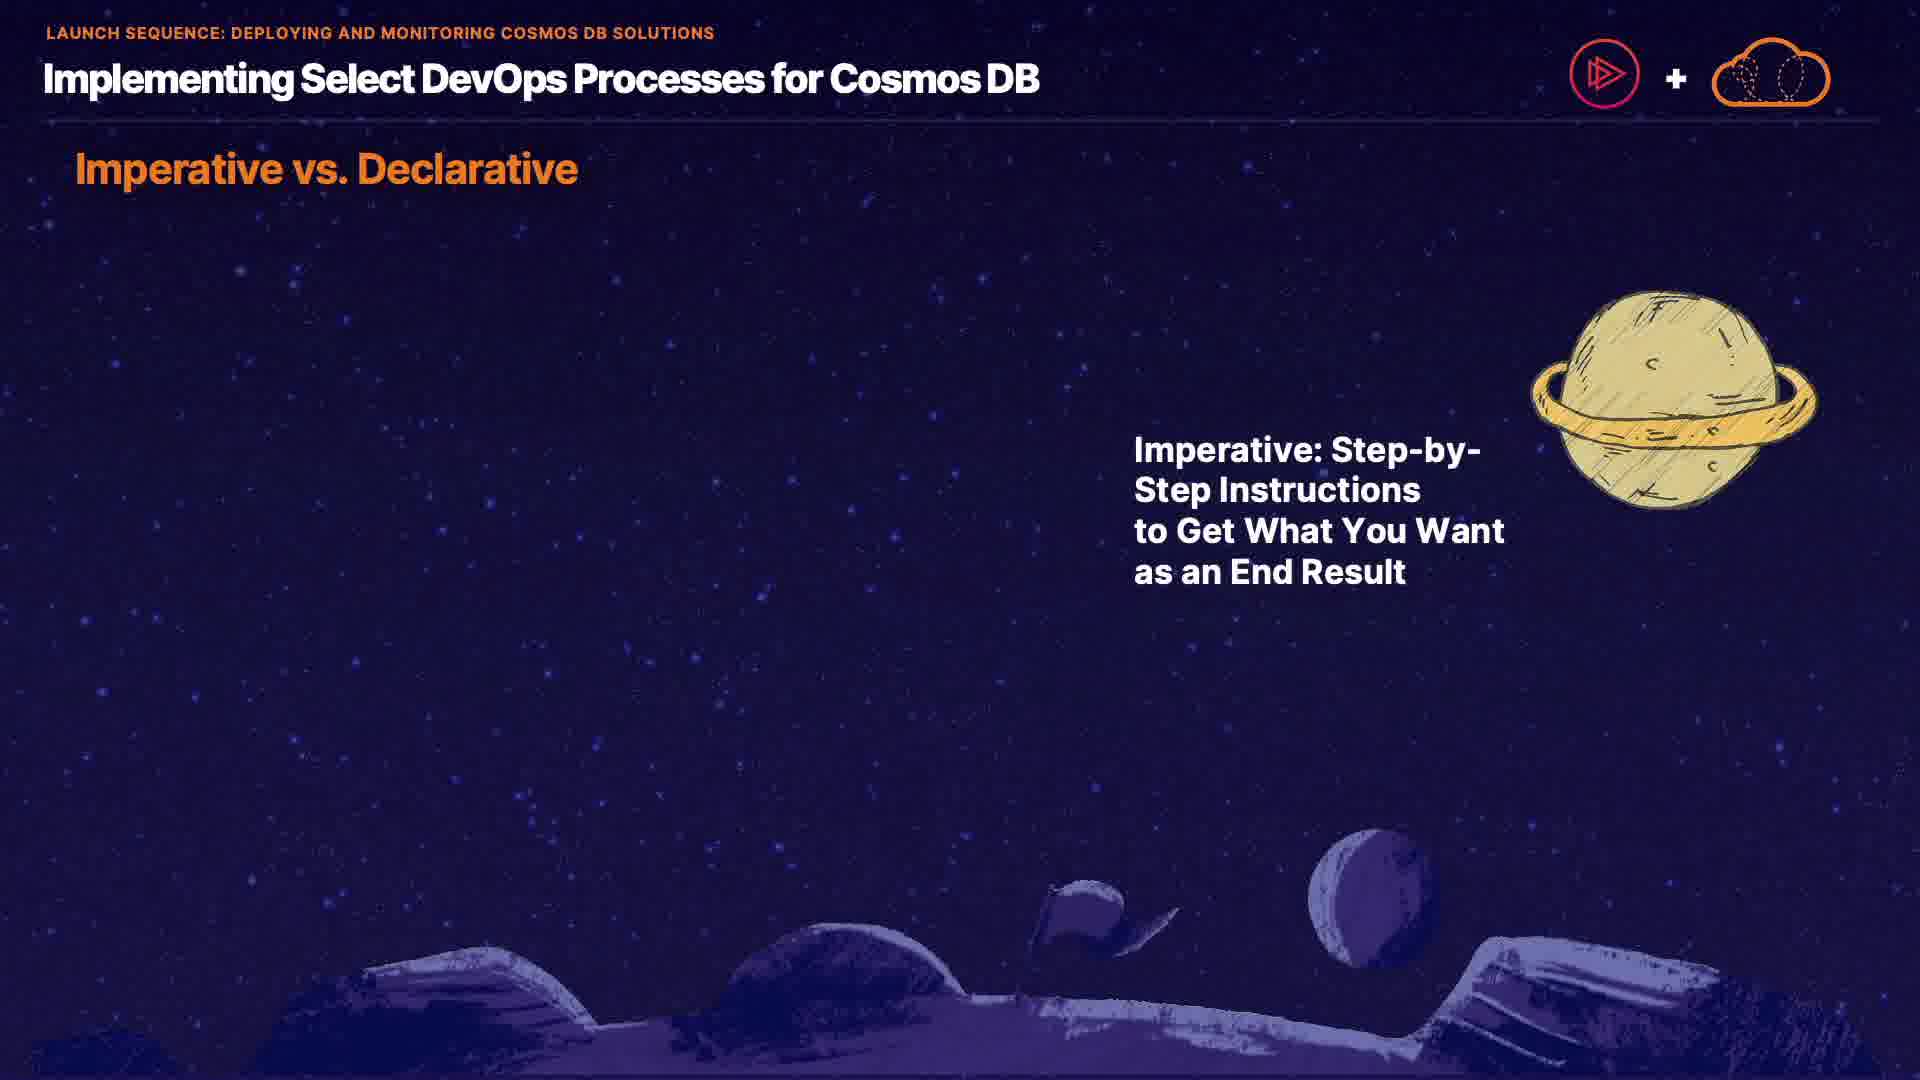 LAUNCH SEQUENCE: DEPLOYING AND MONITORING COSMOS DB SOLUTIONS
Implementing Select DevOps Processes for Cosmos DB
+
Imperative vs. Declarative
Imperative: Step-by-
Step Instructions
to Get What You Want
as an End Result